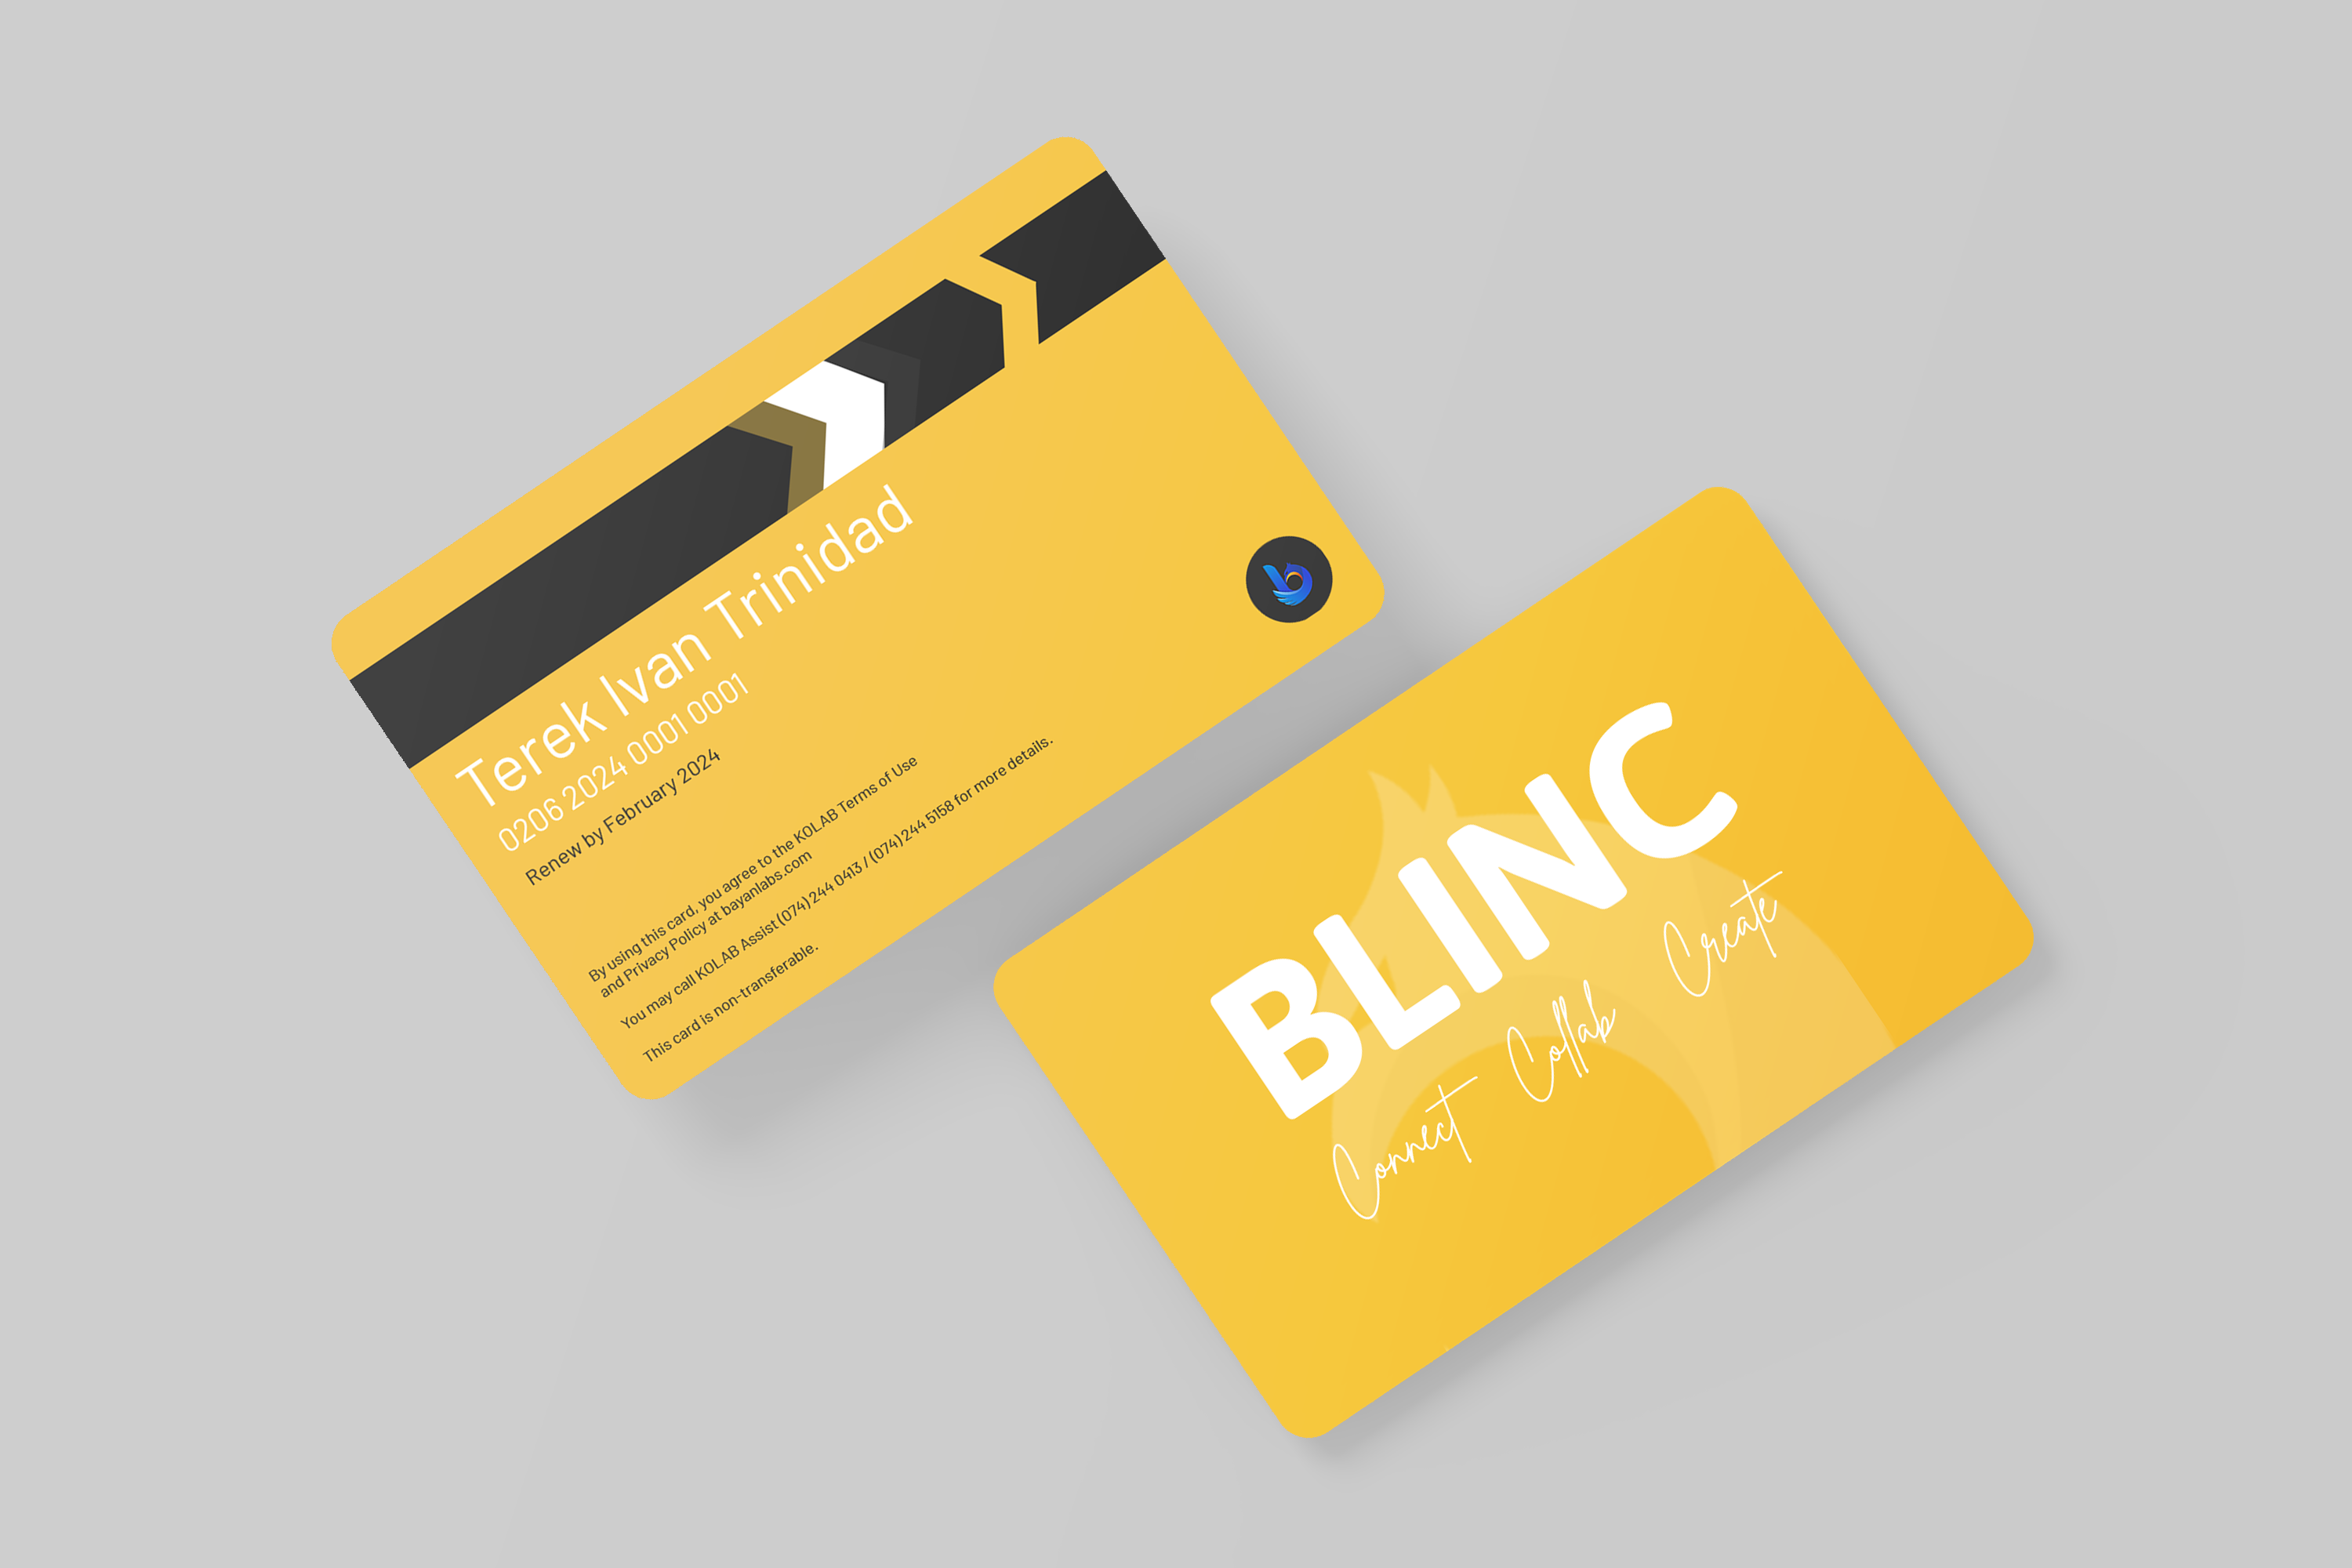 Terek Ivan Trinidad
0206 2024 0001 0001
Renew by February 2024
By using this card, you agree to the KOLAB Terms of Use
and Privacy Policy at bayanlabs.com
You may call KOLAB Assist (074) 244 0413 / (074) 244 5158 for more details.
This card is non-transferable.
BLINC
Connect Collab Create